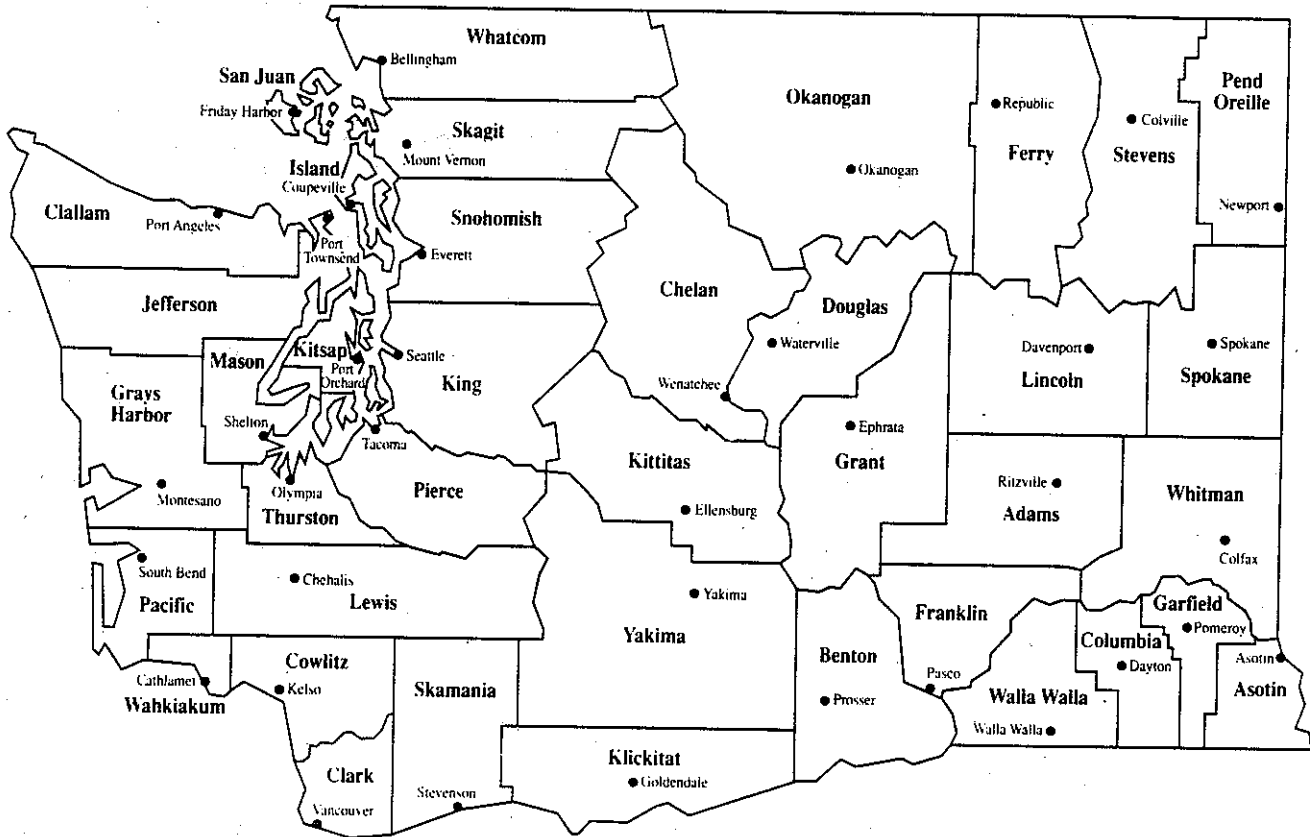 Whatcom
Bellingham
San Juan
Friday Harbor
Skagit
Mount Vernon
Island
Coupeville
Okanogan
Okanogan
Republic
Ferry
Colville
Stevens
Pend
Oreille
Newport
Clallam
Port Angeles
Port
Townsend
Snohomish
Everett
Jefferson
Chelan
Douglas
Waterville
Wenatchee
Mason
Kitsap
Port
Orchard
Seattle
King
Davenport
Lincoln
Spokane
Spokane
Grays
Harbor
Shelton
Tacoma
Ephrata
Grant
Kittitas
Ellensburg
Montesano
Olympia
Thurston
Pierce
Ritzville
Adams
Whitman
Colfax
South Bend
Pacific
Chehalis
Lewis
Yakima
Yakima
Franklin
Pasco
Benton
Prosser
Garfield
Pomeroy
Columbia
Dayton
Asotin
Asotin
Walla Walla
Walla Walla
Cathlamet
Wahkiakum
Cowlitz
Kelso
Skamania
Stevenson
Clark
Vancouver
Klickitat
Goldendale